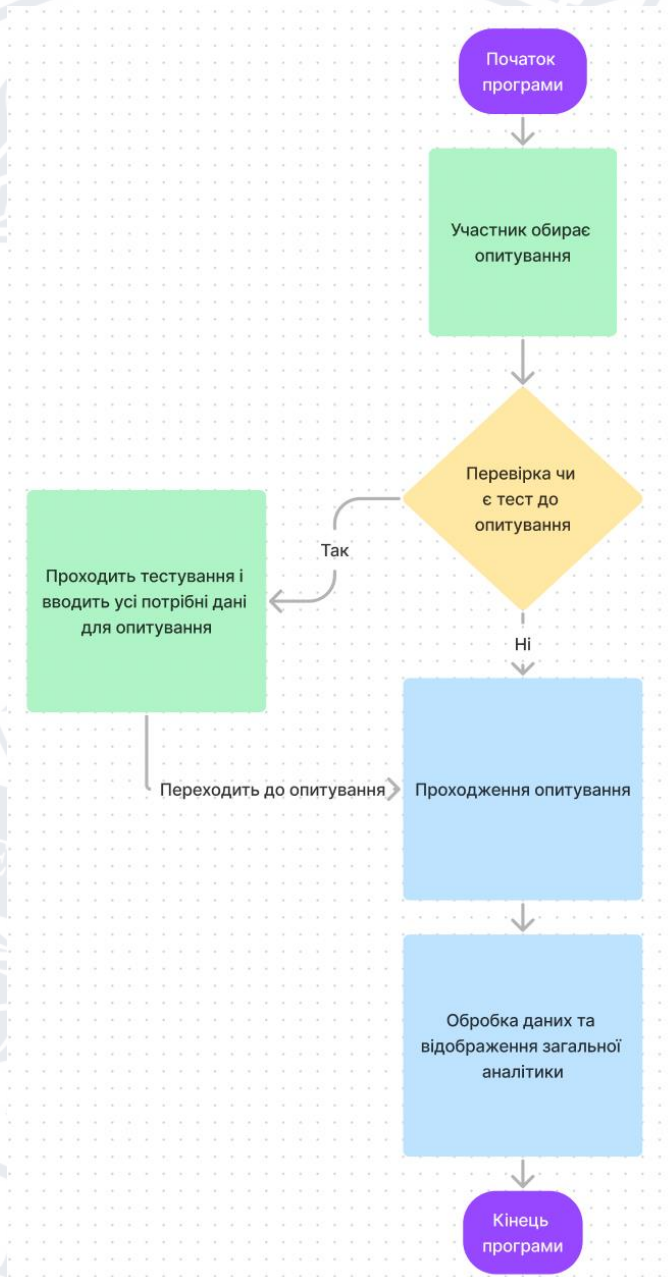 Початок
програми
Участник обирає
опитування
Перевірка чи
є тест до
опитування
Так
Проходить тестування і
вводить усі потрібні дані
для опитування
Ні
Переходить до опитування
Проходження опитування
Обробка даних та
відображення загальної
аналітики
Кінець
програми